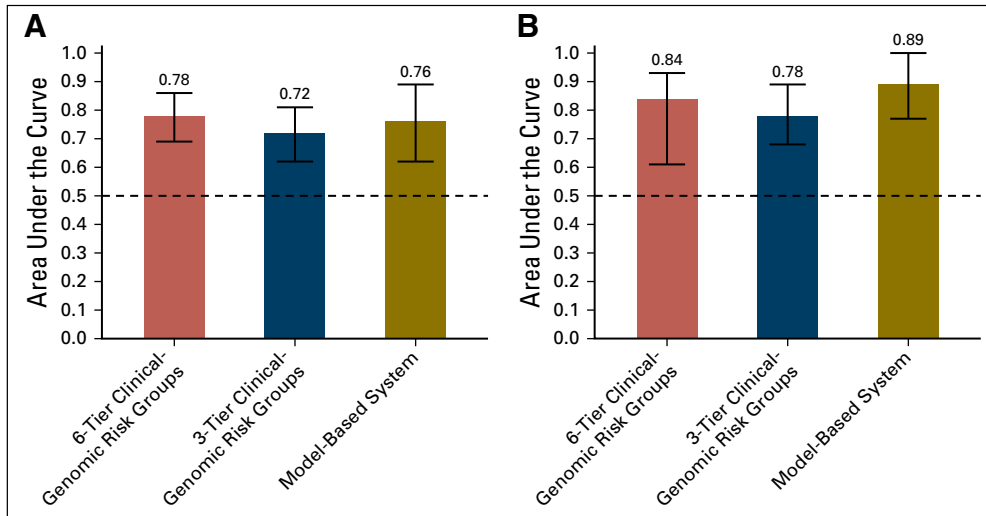 A
Area Under the Curve
1.0
0.9
0.8
0.7
0.6
0.5
0.4
0.3
0.2
0.1
0.0
0.78
0.72
0.76
6-Tier Clinical-
Genomic Risk Groups
3-Tier Clinical-
Genomic Risk Groups
Model-Based System
B
Area Under the Curve
1.0
0.9
0.8
0.7
0.6
0.5
0.4
0.3
0.2
0.1
0.0
0.84
0.78
0.89
6-Tier Clinical-
Genomic Risk Groups
3-Tier Clinical-
Genomic Risk Groups
Model-Based System